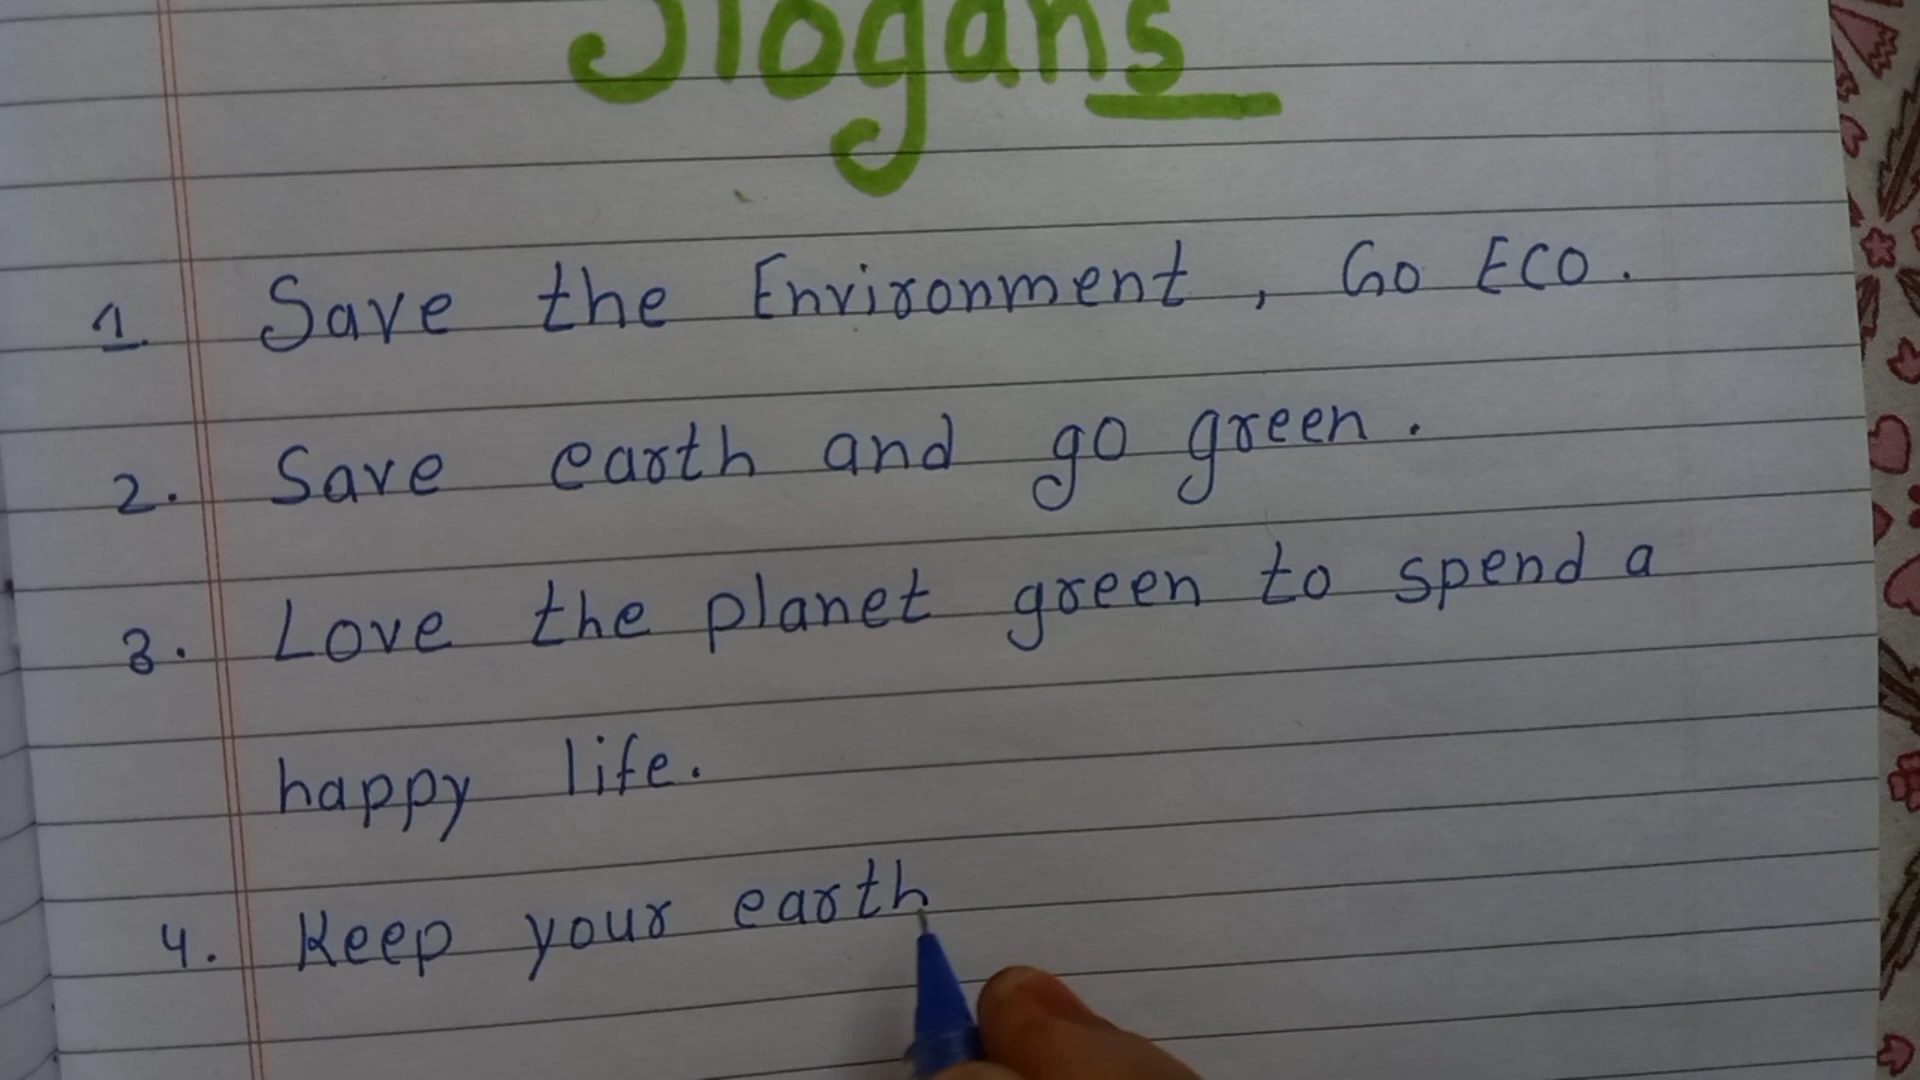 Slogans
1. Save the Environment, Go ECO.
2. Save earth and go green.
3. Love the planet green to spend a
happy life.
4. Keep your earth